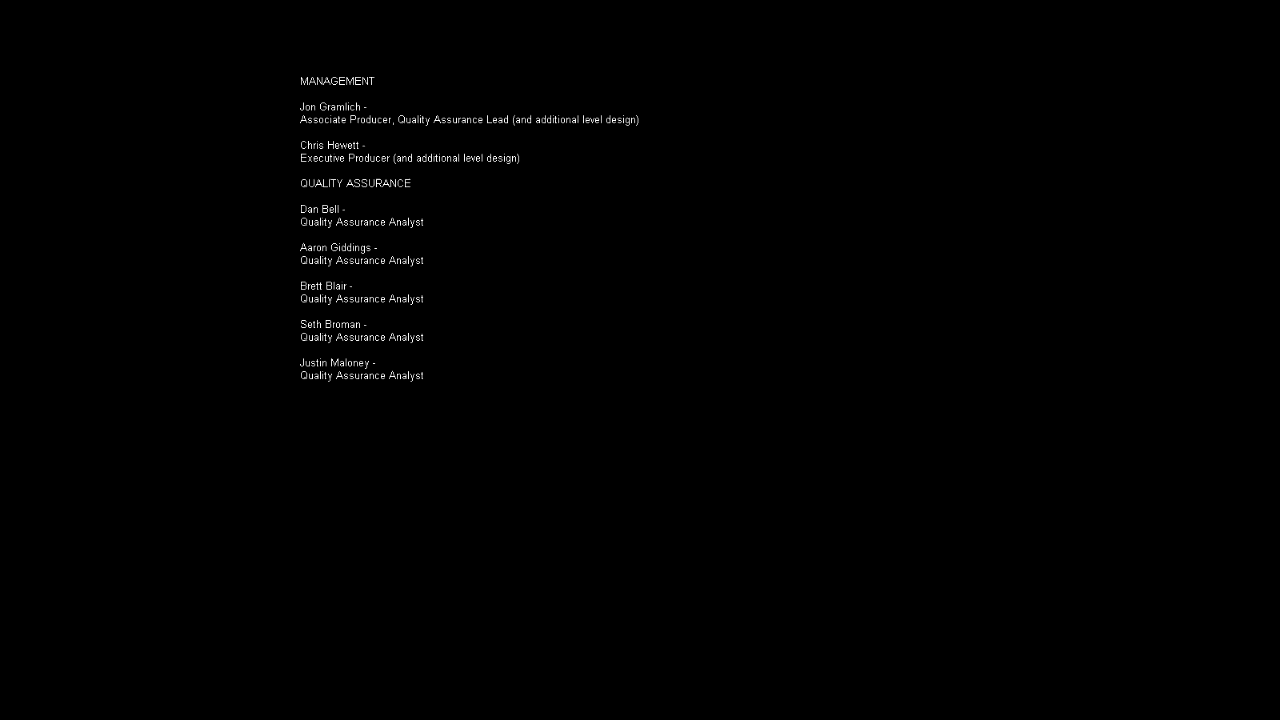 MANAGEMENT
Jon Gramlich -
Associate Producer, Quality Assurance Lead (and additional level design)
Chris Hewett -
Executive Producer (and additional level design)
QUALITY ASSURANCE
Dan Bell -
Quality Assurance Analyst
Aaron Giddings -
Quality Assurance Analyst
Brett Blair -
Quality Assurance Analyst
Seth Broman -
Quality Assurance Analyst
Justin Maloney -
Quality Assurance Analyst